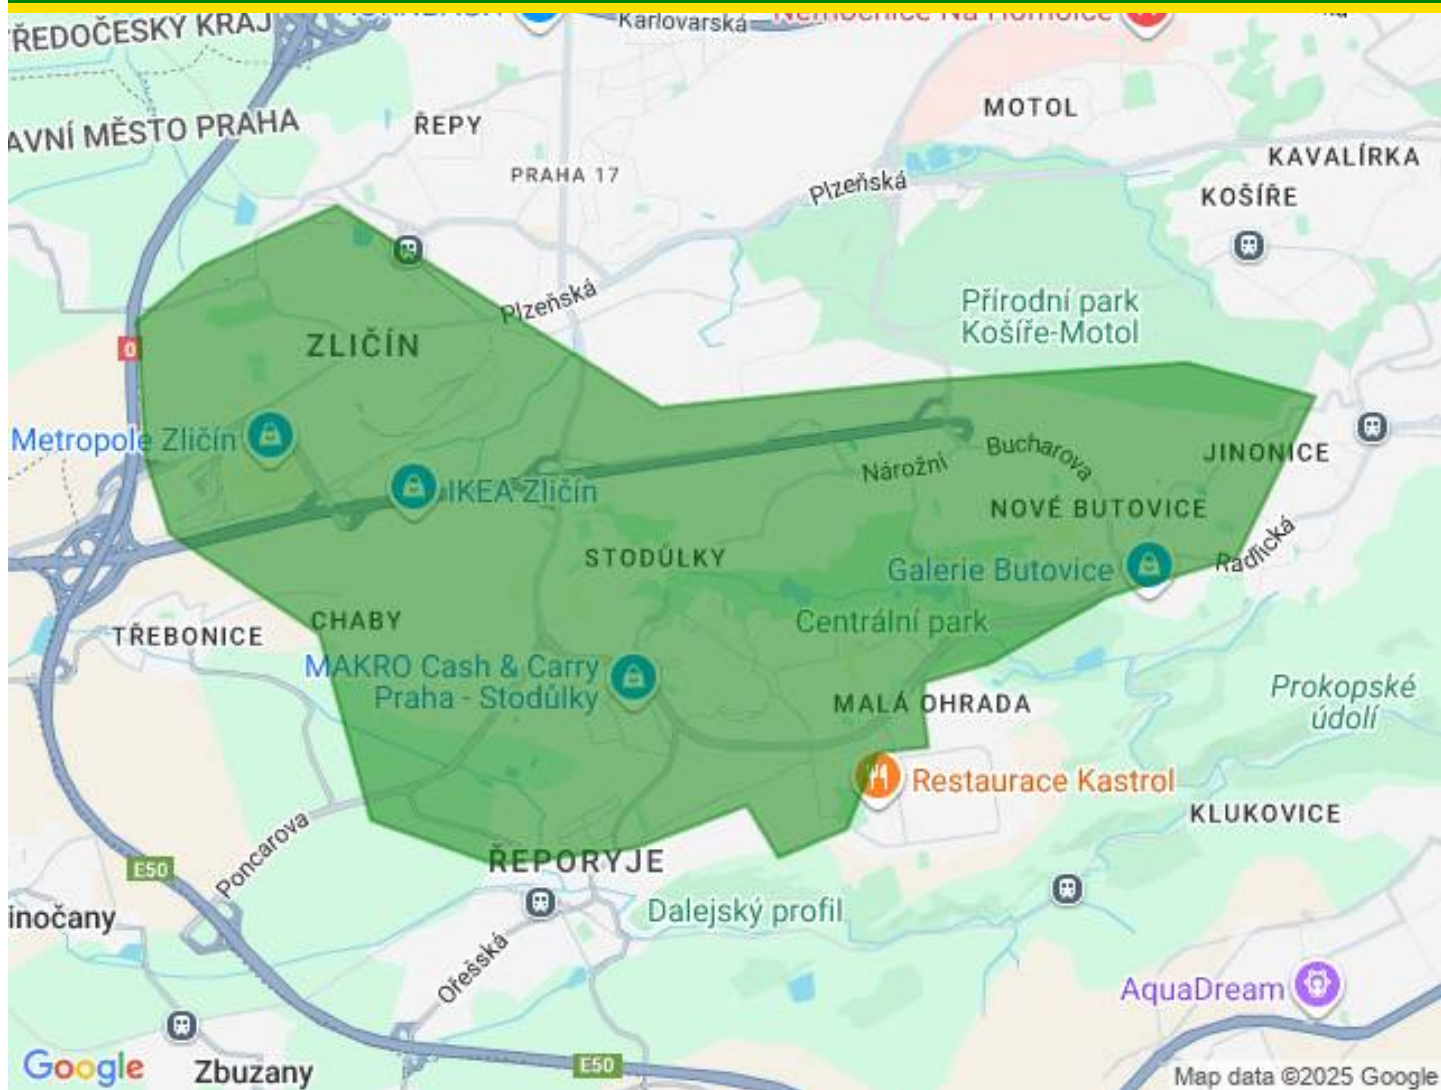 ŘEDOČESKÝ KRAJ
Karlovarská
AVNÍ MĚSTO PRAHA
ŘEPY
MOTOL
PRAHA 17
KAVALÍRKA
Plzeňská
KOŠÍŘE
Plzeňská
Přírodní park
Košíře-Motol
0
ZLIČÍN
Metropole Zličín
Nárožní
Bucharova
JINONICE
IKEA Zličín
NOVÉ BUTOVICE
STODŮLKY
Galerie Butovice
Radlická
CHABY
TŘEBONICE
Centrální park
MAKRO Cash & Carry
Praha - Stodůlky
MALÁ OHRADA
Prokopské
údolí
Restaurace Kastrol
KLUKOVICE
Poncarova
E50
ŘEPORYJE
inočany
Dalejský profil
Ořešská
AquaDream
Google
Zbuzany
E50
Map data ©2025 Google